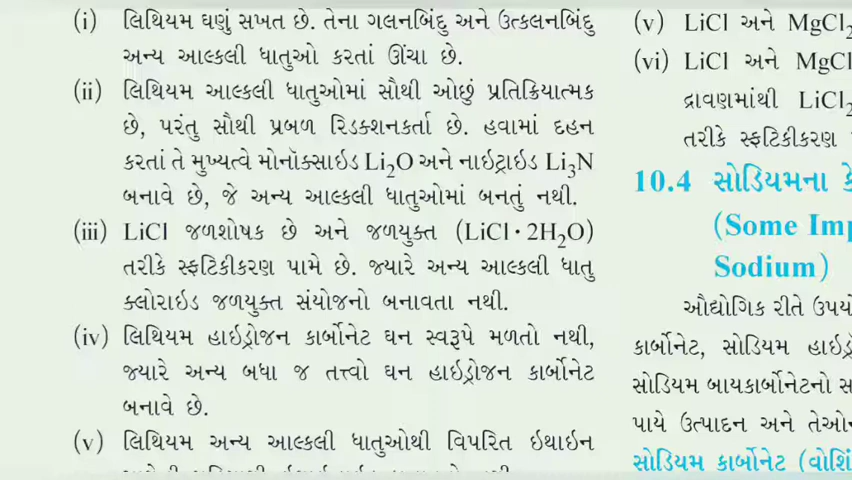 (i) લિથિયમ ઘણું સખત છે. તેના ગલનબિંદુ અને ઉત્કલનબિંદુ
અન્ય આલ્કલી ધાતુઓ કરતાં ઊંચા છે.
(ii) લિથિયમ આલ્કલી ધાતુઓમાં સૌથી ઓછું પ્રતિક્રિયાત્મક
છે, પરંતુ સૌથી પ્રબળ રિડક્શનકર્તા છે. હવામાં દહન
કરતાં તે મુખ્યત્વે મોનૉક્સાઇડ Li₂O અને નાઇટ્રાઇડ Li₃N
બનાવે છે, જે અન્ય આલ્કલી ધાતુઓમાં બનતું નથી.
(iii) LiCl જળશોષક છે અને જળયુક્ત (LiCl·2H₂O)
તરીકે સ્ફટિકીકરણ પામે છે. જ્યારે અન્ય આલ્કલી ધાતુ
ક્લોરાઇડ જળયુક્ત સંયોજનો બનાવતા નથી.
(iv) લિથિયમ હાઇડ્રોજન કાર્બોનેટ ઘન સ્વરૂપે મળતો નથી,
જ્યારે અન્ય બધા જ તત્ત્વો ઘન હાઇડ્રોજન કાર્બોનેટ
બનાવે છે.
(v) લિથિયમ અન્ય આલ્કલી ધાતુઓથી વિપરિત ઇથાઇન
(v) LiCl અને MgCl₂
(vi) LiCl અને MgCl
દ્રાવણમાંથી LiCl
તરીકે સ્ફટિકીકરણ
10.4 સોડિયમના
(Some Imp
Sodium)
ઔદ્યોગિક રીતે ઉપયો
કાર્બોનેટ, સોડિયમ હાઇડ્રૉ
સોડિયમ બાયકાર્બોનેટનો
પાયે ઉત્પાદન અને તેઓન
સોડિયમ કાર્બોનેટ (વોશિં